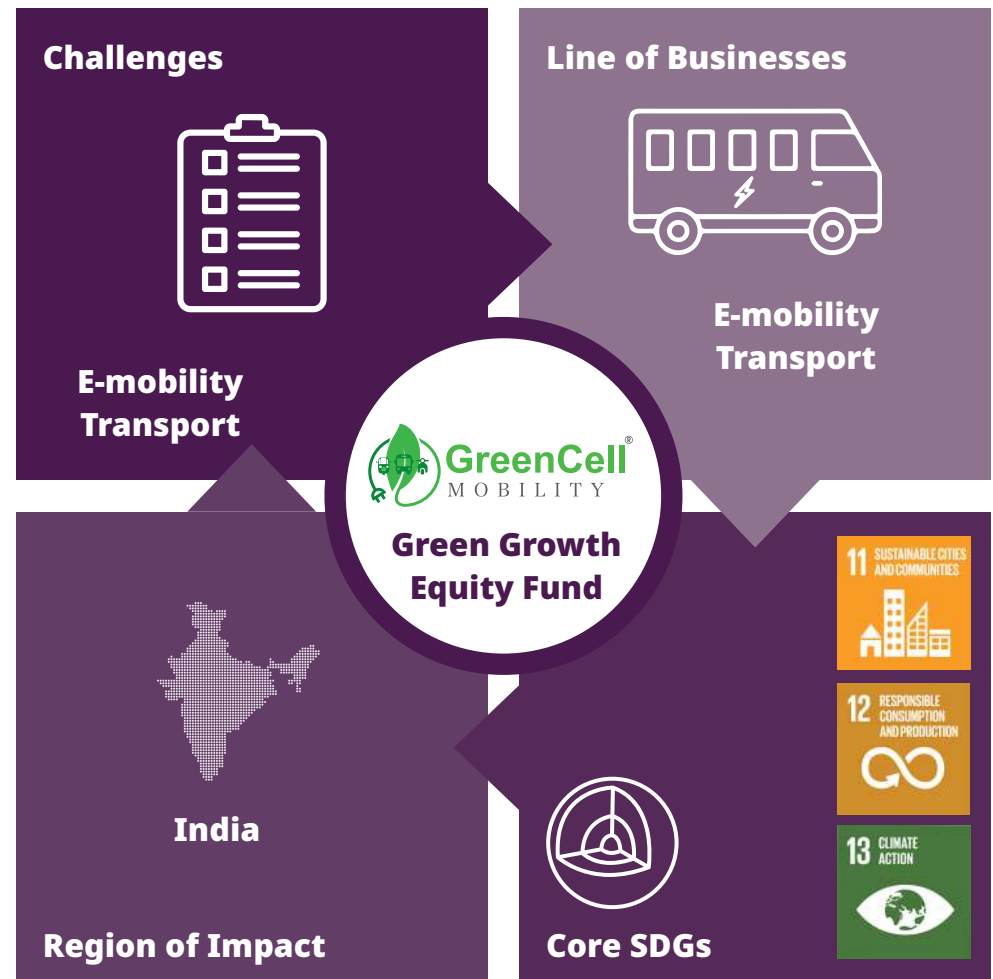 Challenges
E-mobility
Transport
Line of Businesses
E-mobility
Transport
GreenCell®
MOBILITY
Green Growth
Equity Fund
India
Region of Impact
Core SDGs
11 SUSTAINABLE CITIES
AND COMMUNITIES
12 RESPONSIBLE
CONSUMPTION
AND PRODUCTION
13 CLIMATE
ACTION